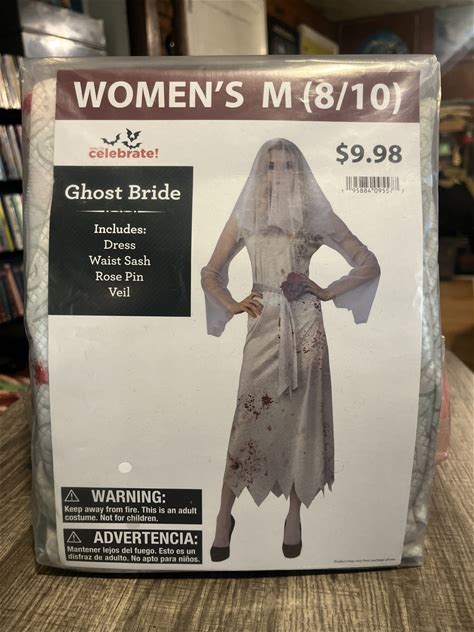 WOMEN'S M (8/10)
celebrate!
$9.98
Ghost Bride
Includes:
Dress
Waist Sash
Rose Pin
Veil
WARNING:
Keep away from fire. This is an adult
costume. Not for children.
ADVERTENCIA:
Mantener lejos del fuego. Esto es un
disfraz de adulto. No apto para niños.